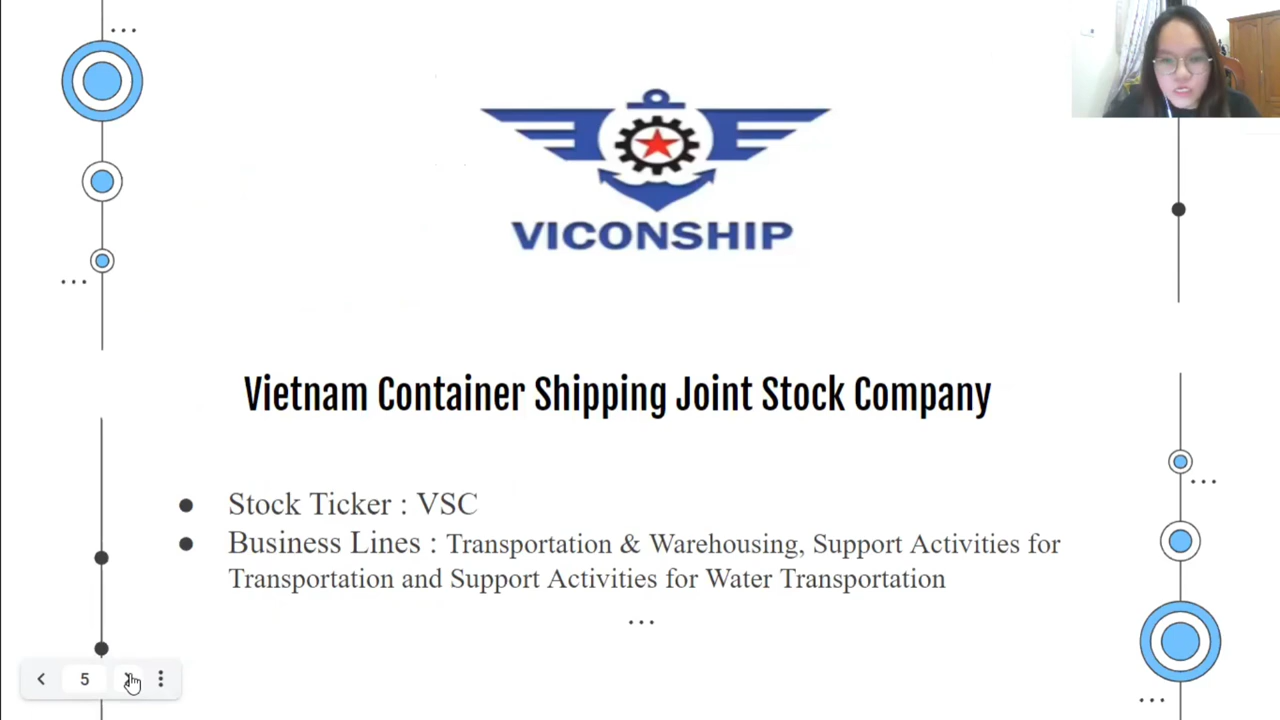 VICONSHIP
Vietnam Container Shipping Joint Stock Company
● Stock Ticker : VSC
● Business Lines : Transportation & Warehousing, Support Activities for
Transportation and Support Activities for Water Transportation
5